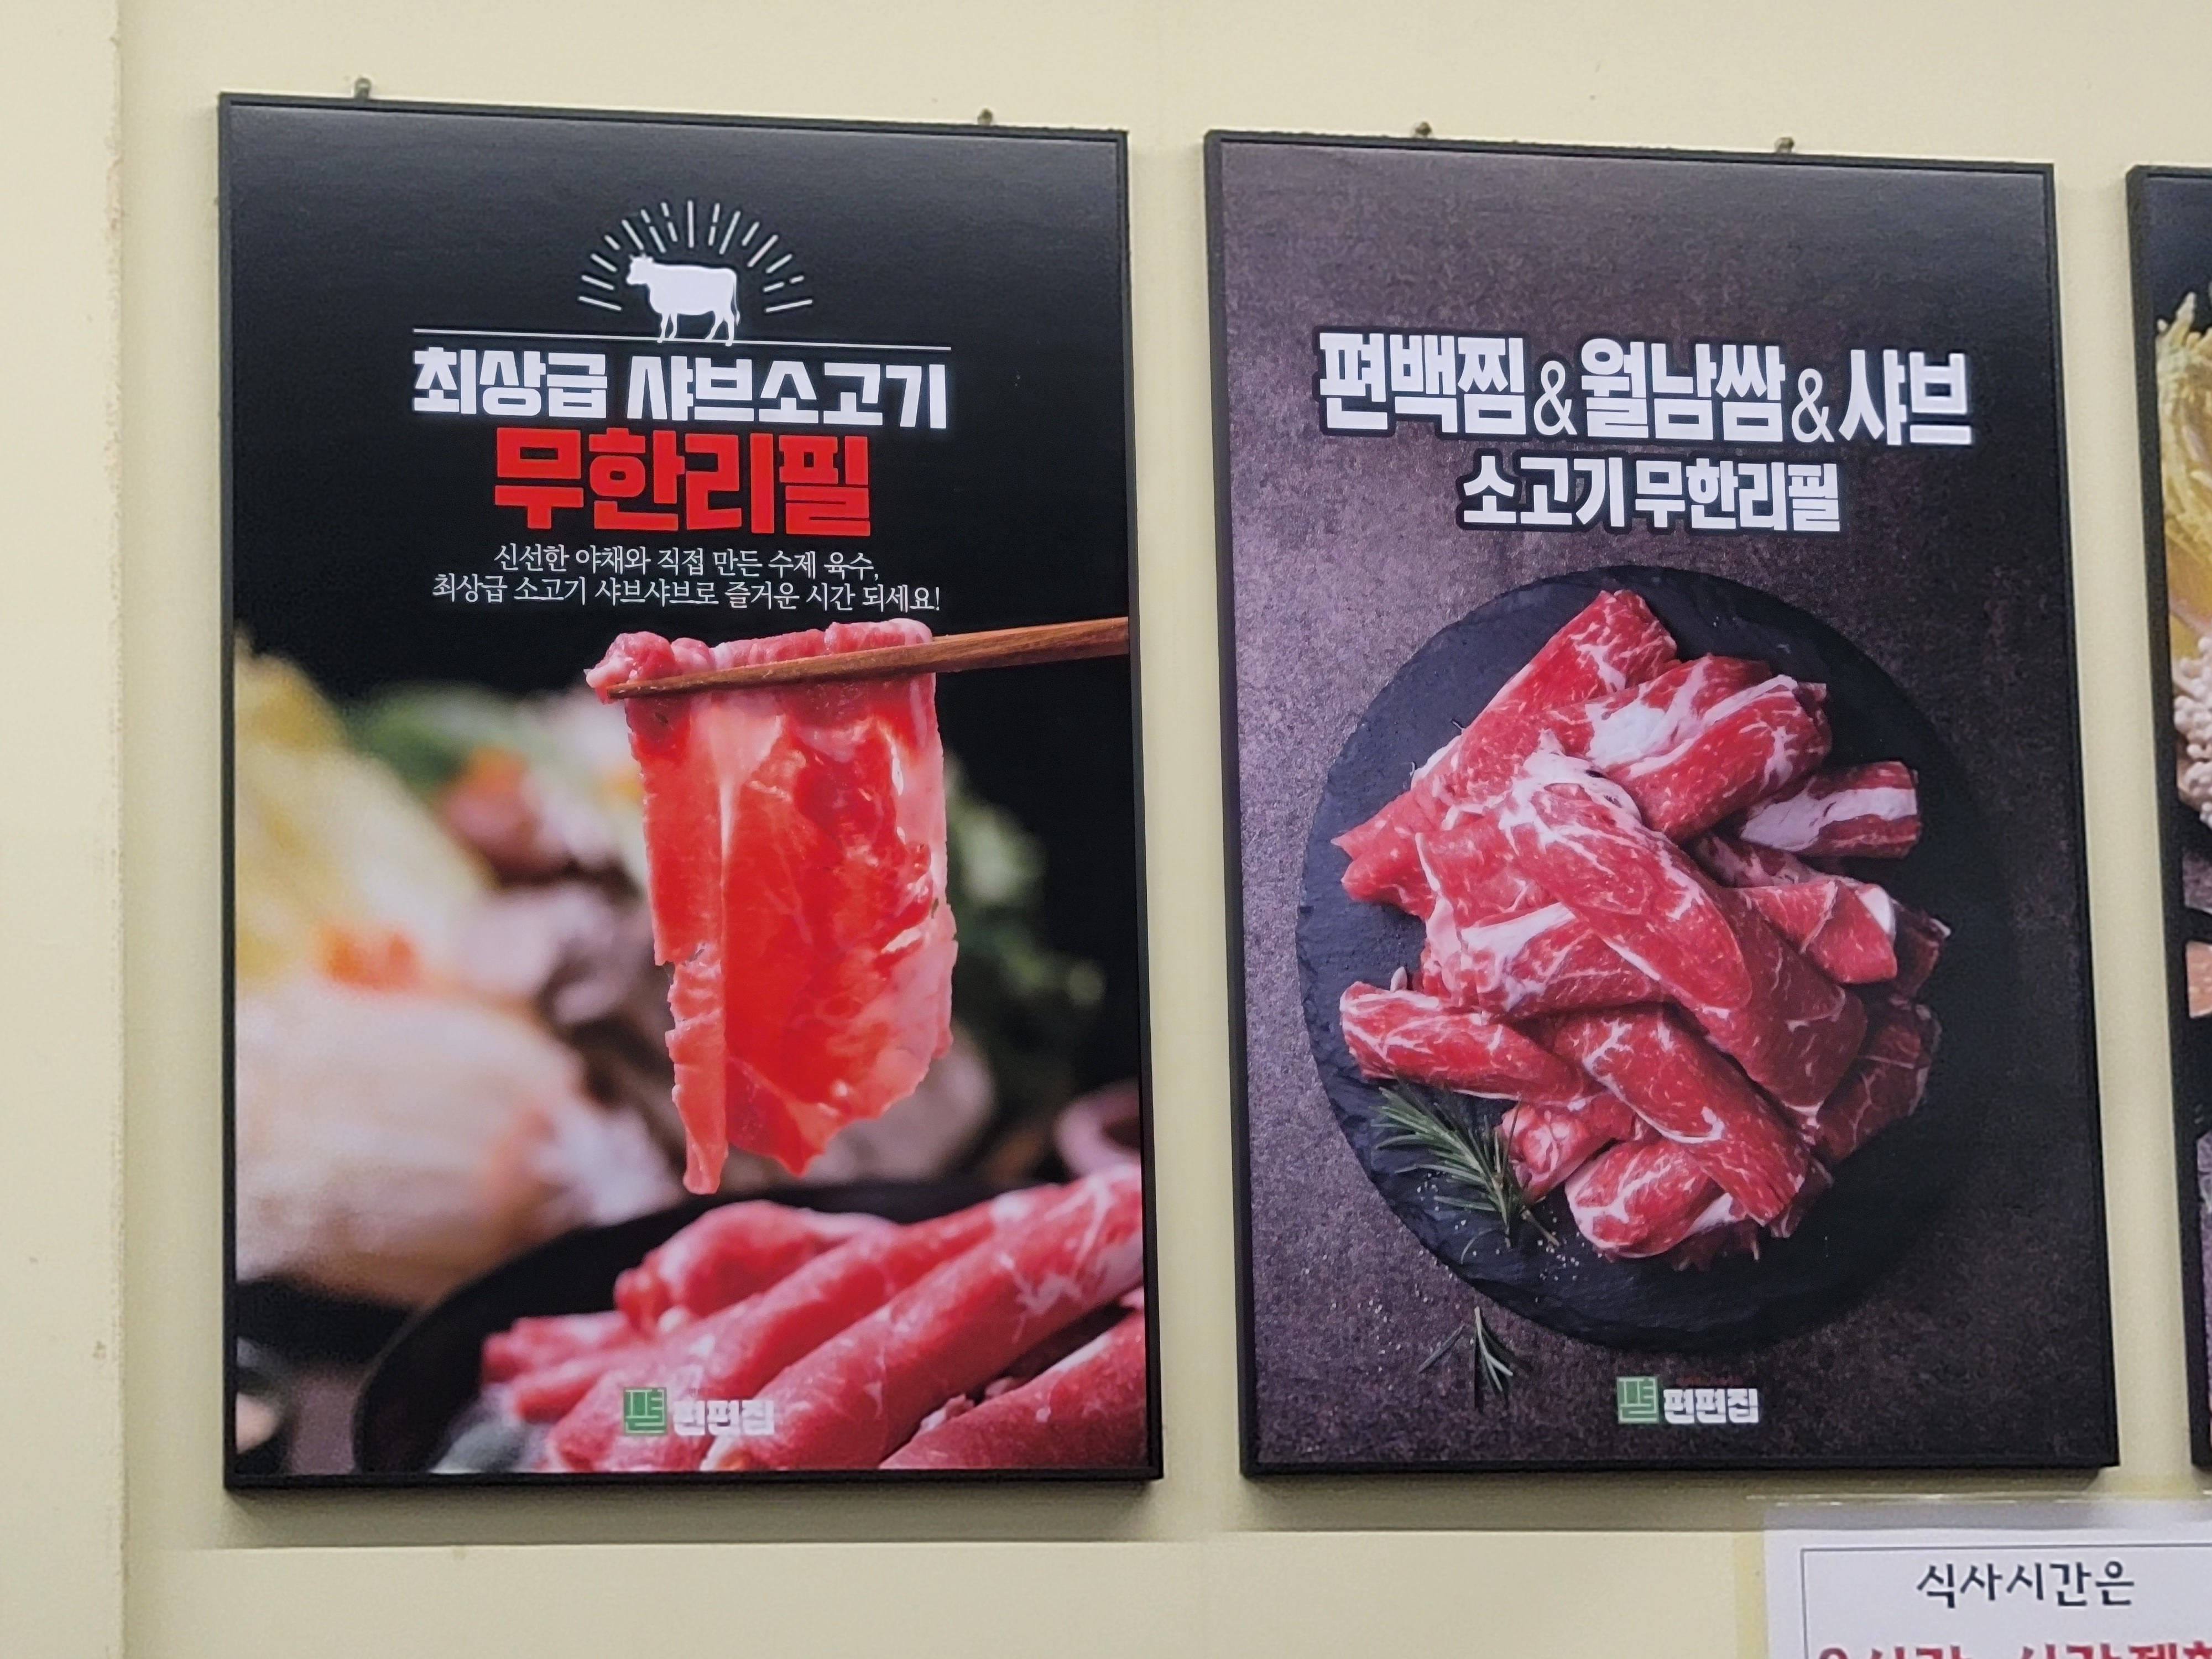 최상급 샤브소고기
무한리필
신선한 야채와 직접 만든 수제 육수,
최상급 소고기 샤브샤브로 즐거운 시간 되세요!
편편집
편백찜&월남쌈&샤브
소고기무한리필
편편집
식사시간은